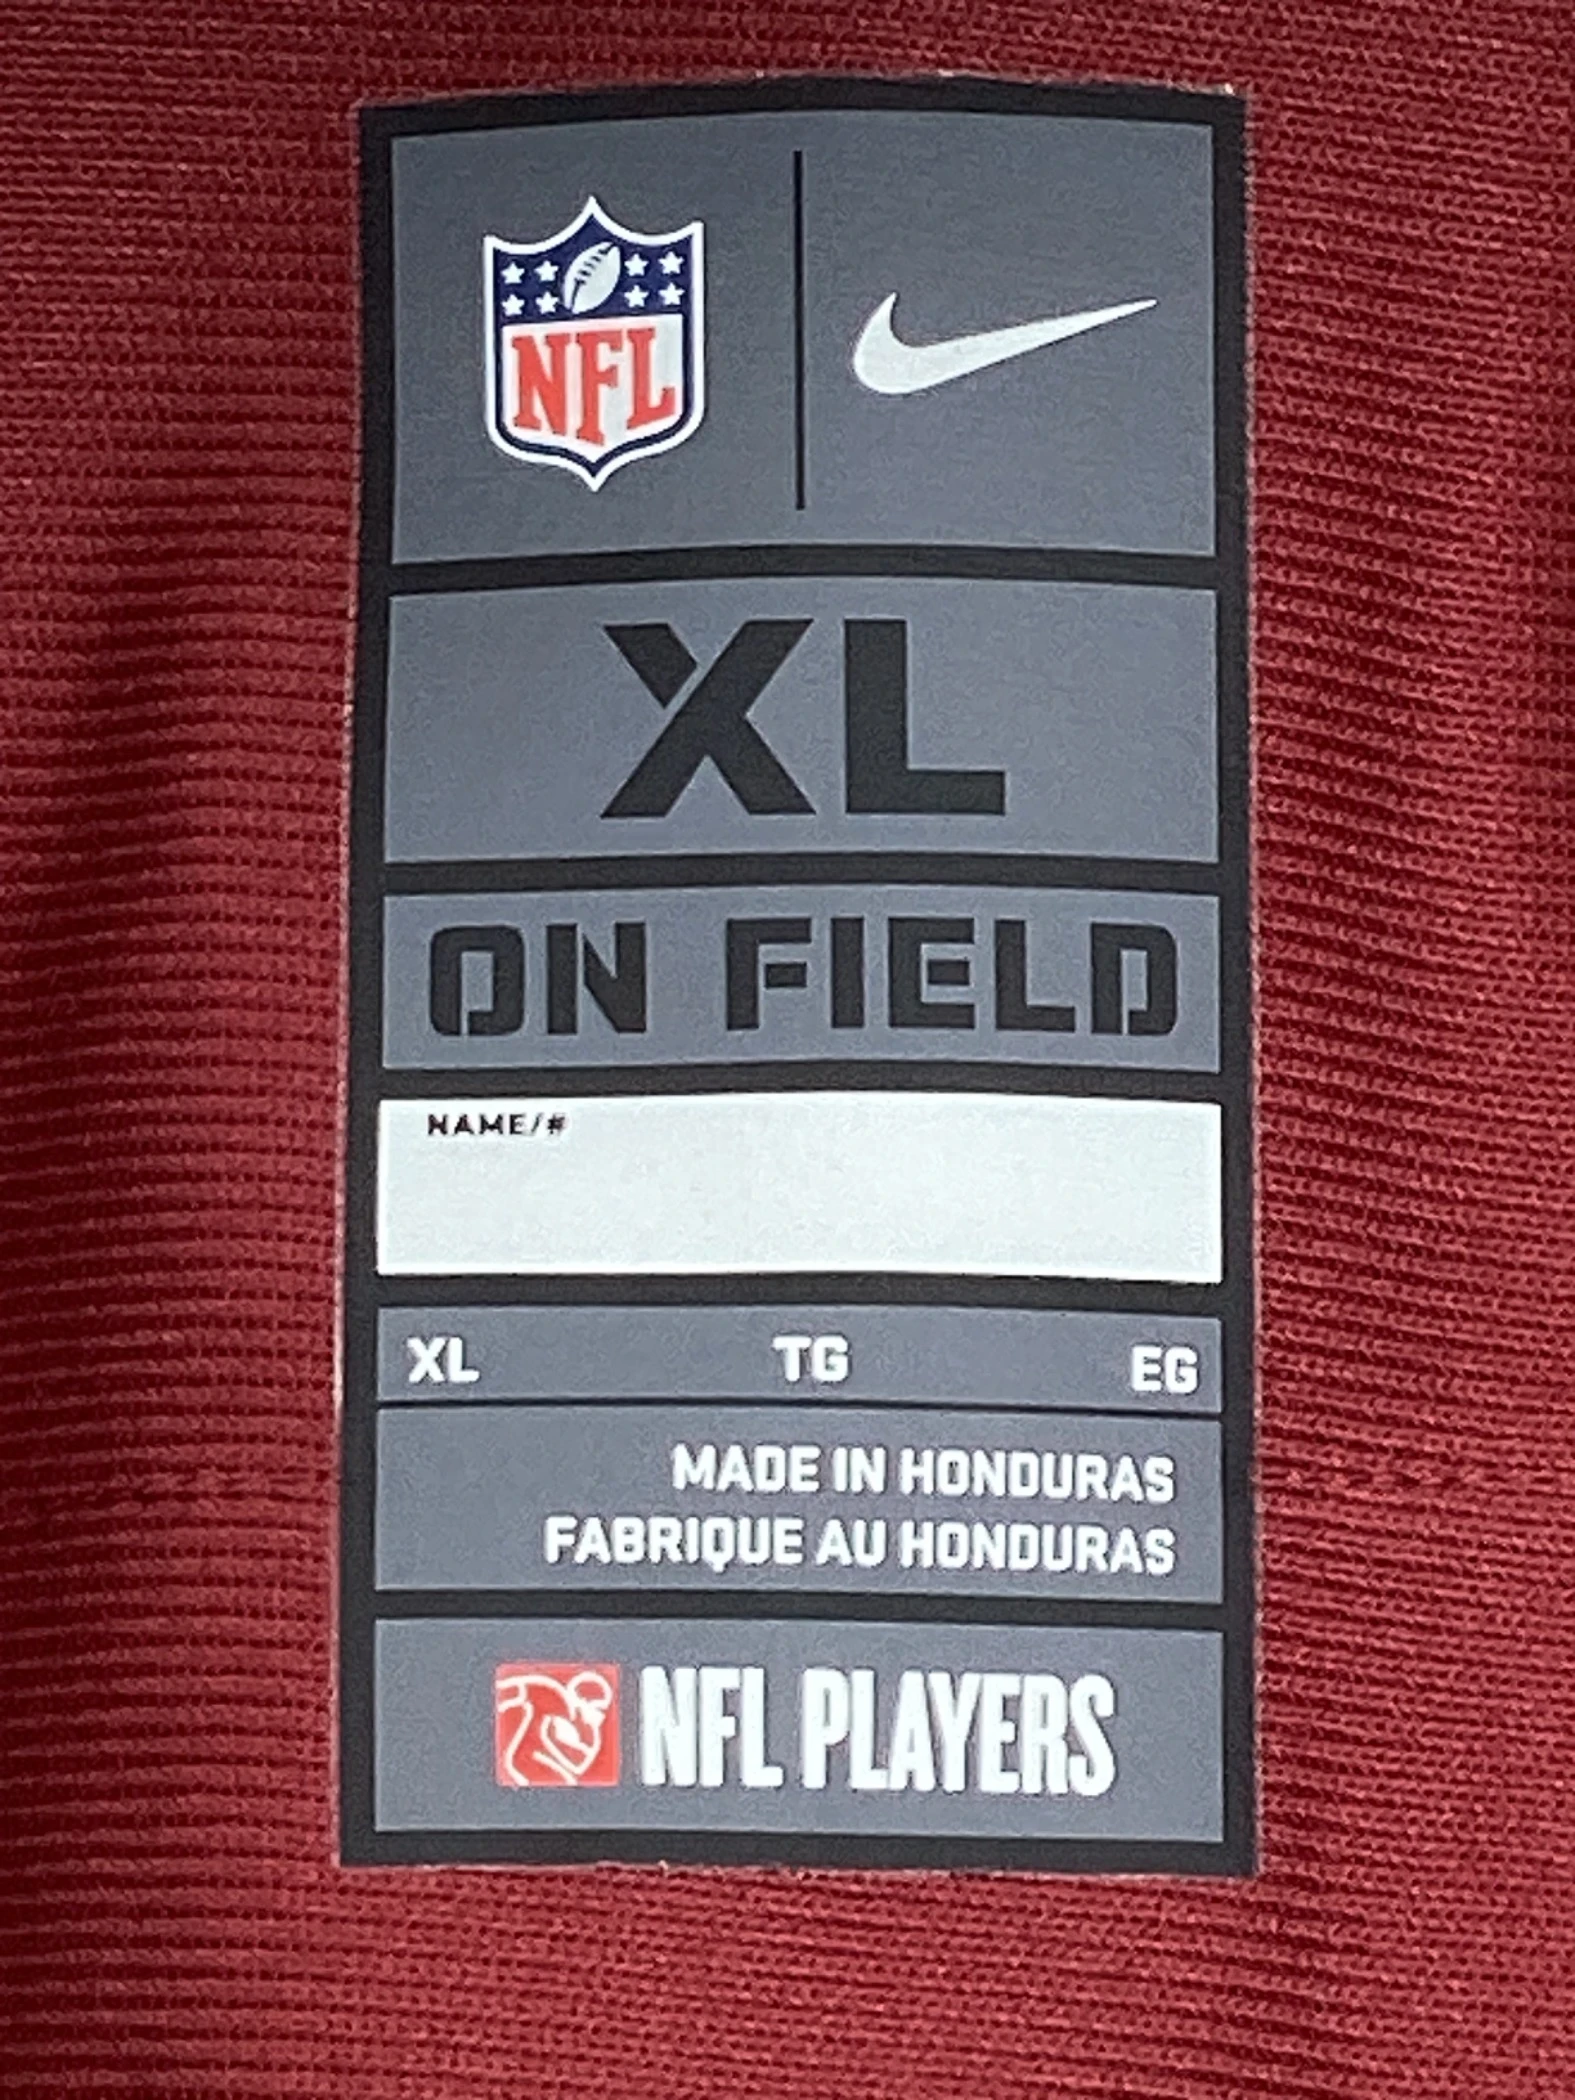 NFL
XL
ON FIELD
NAME/#
XL TG EG
MADE IN HONDURAS
FABRIQUE AU HONDURAS
NFL PLAYERS